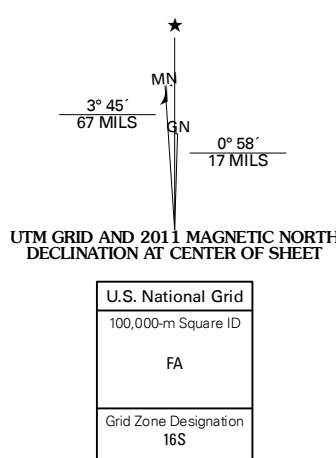 ★
MN
3° 45´
67 MILS
GN
0° 58´
17 MILS
UTM GRID AND 2011 MAGNETIC NORTH
DECLINATION AT CENTER OF SHEET
U.S. National Grid
100,000-m Square ID
FA
Grid Zone Designation
16S